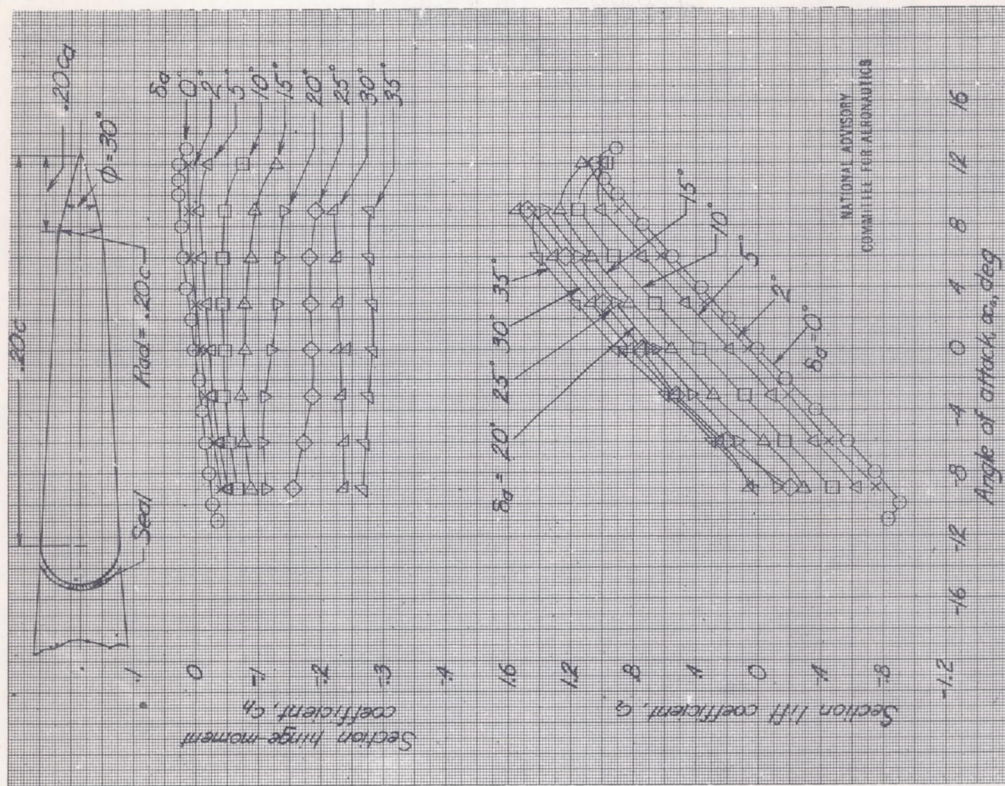 .20c
.20ca
ϕ=30°
Rad=.20c
Seal
δa
0°
2°
5°
10°
15°
20°
25°
30°
35°
.1
0
-.1
-.2
-.3
Section hinge-moment
coefficient, ch
δa = 20° 25° 30° 35°
15°
10°
5°
2°
δa=0°
1.6
1.2
.8
.4
0
-.4
-.8
-1.2
Section lift coefficient, cl
-16 -12 -8 -4 0 4 8 12 16
Angle of attack, α0, deg
NATIONAL ADVISORY
COMMITTEE FOR AERONAUTICS